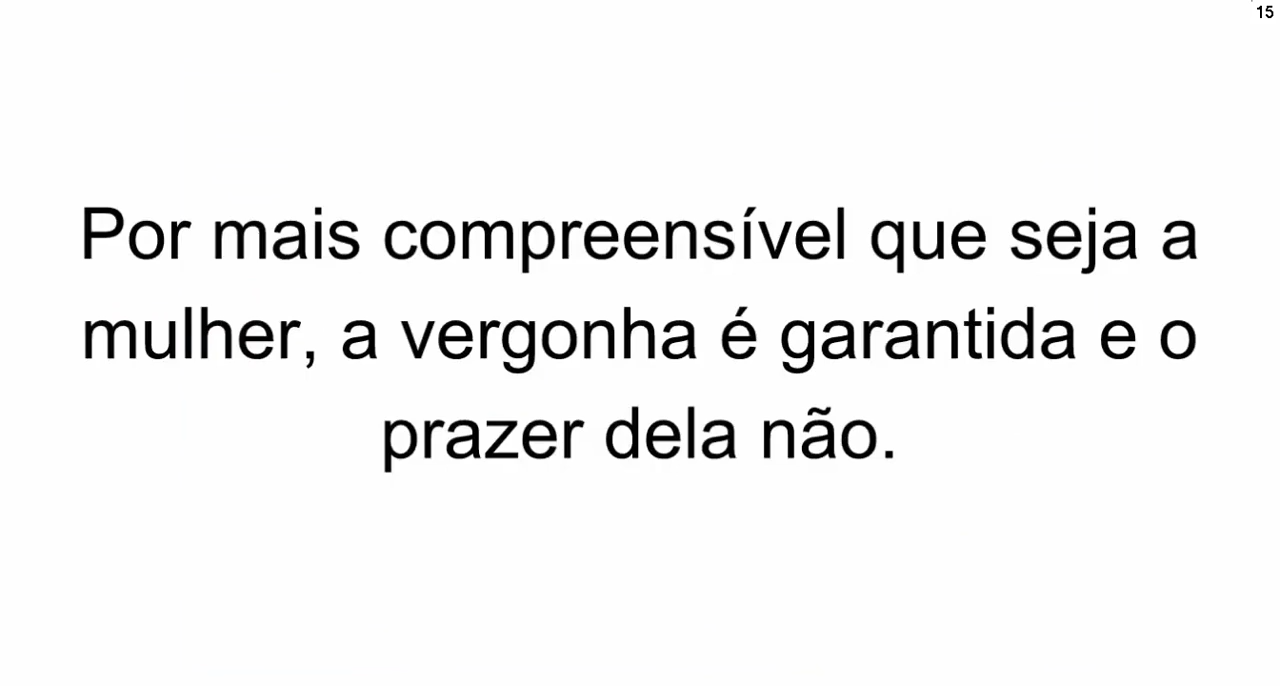 15
Por mais compreensível que seja a
mulher, a vergonha é garantida e o
prazer dela não.